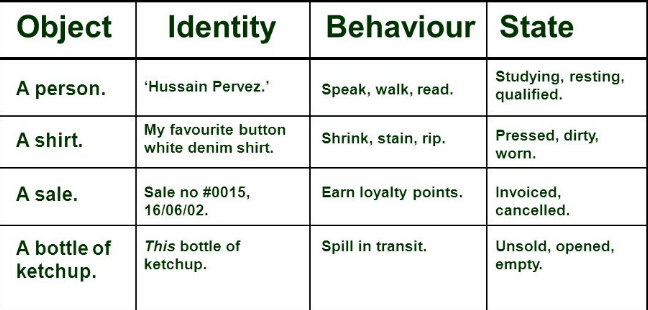 Object Identity Behaviour State
A person. ‘Hussain Pervez.’ Speak, walk, read. Studying, resting,
qualified.
A shirt. My favourite button
white denim shirt. Shrink, stain, rip. Pressed, dirty,
worn.
A sale. Sale no #0015,
16/06/02. Earn loyalty points. Invoiced,
cancelled.
A bottle of
ketchup. This bottle of
ketchup. Spill in transit. Unsold, opened,
empty.